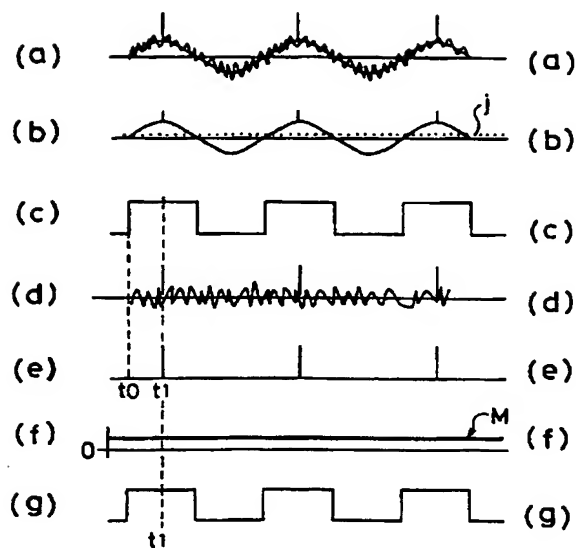 (a) (a)
j
(b) (b)
(c) (c)
(d) (d)
(e) (e)
t0 t1
M
(f) (f)
0
(g) (g)
t1